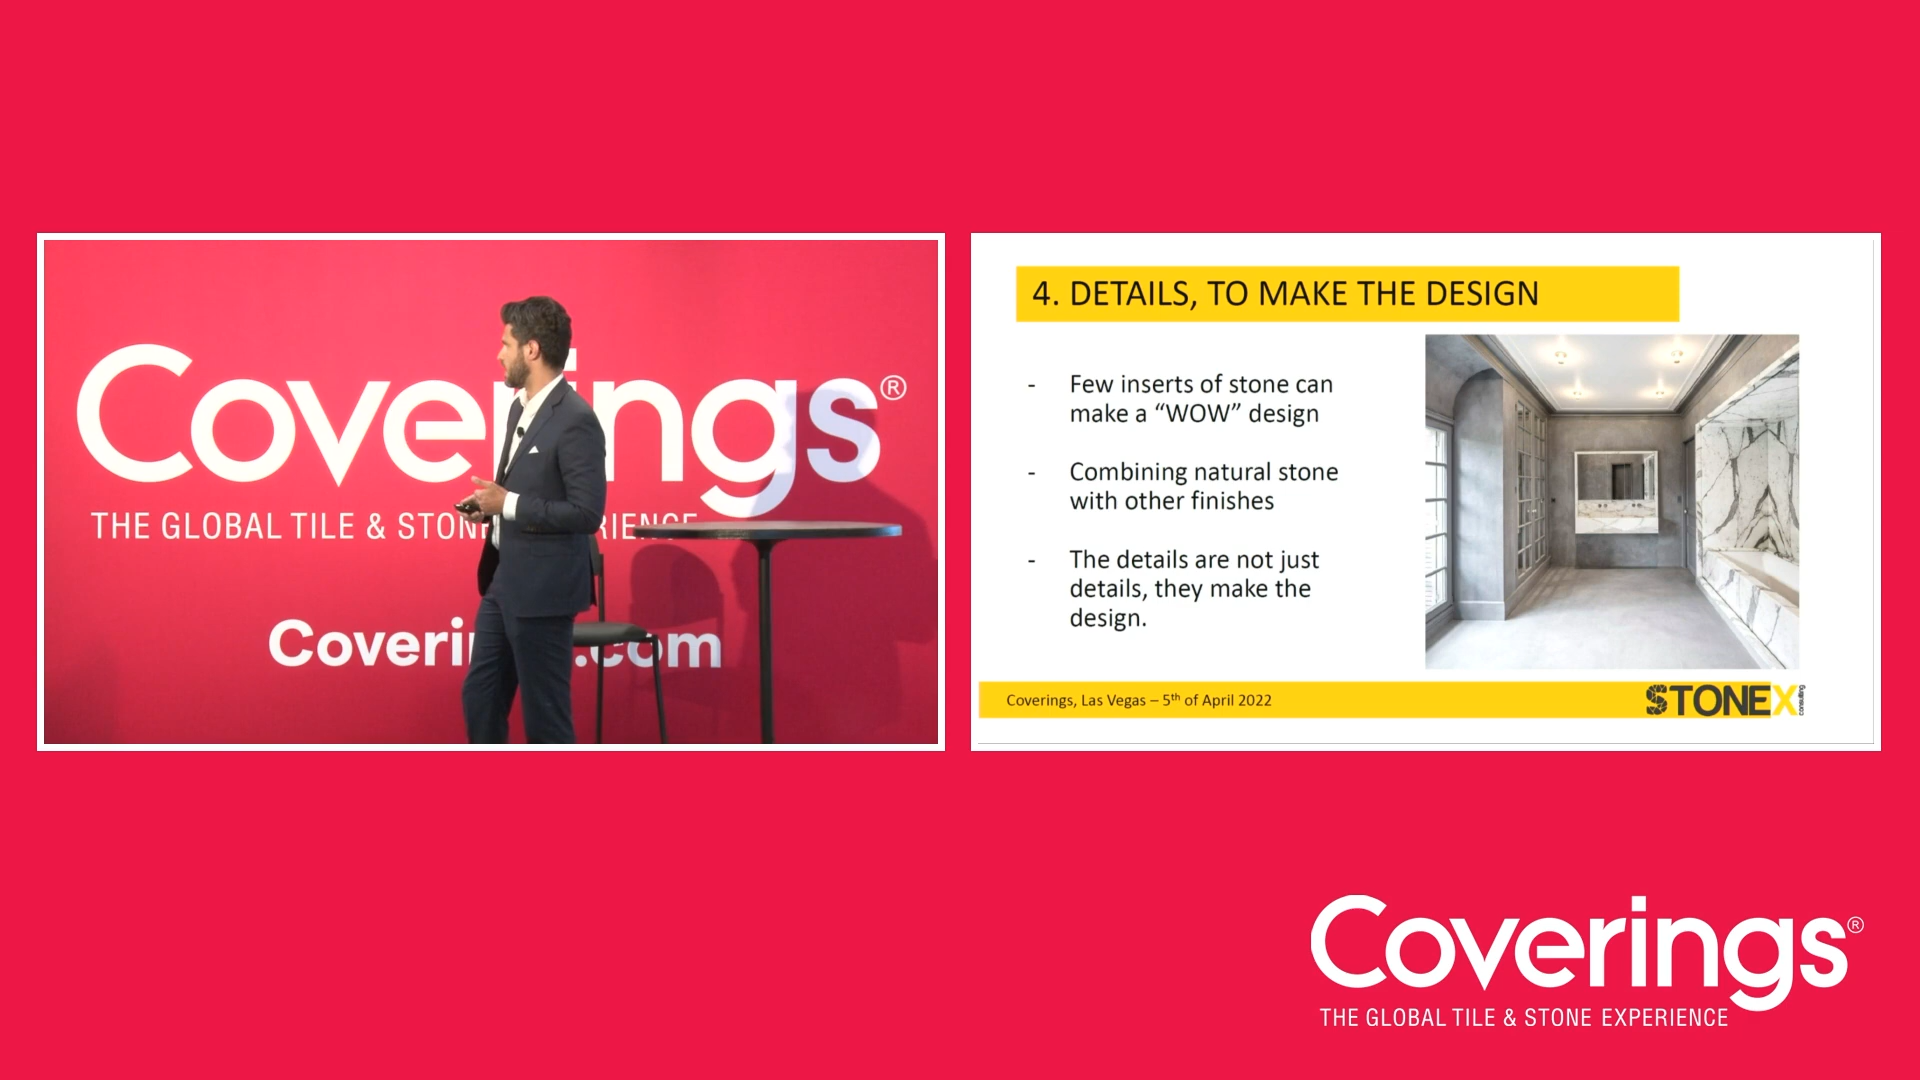 Coverings®
THE GLOBAL TILE & STONE
Coveri .com
4. DETAILS, TO MAKE THE DESIGN
- Few inserts of stone can
make a “WOW” design
- Combining natural stone
with other finishes
- The details are not just
details, they make the
design.
Coverings, Las Vegas – 5th of April 2022
STONEX
consulting
Coverings®
THE GLOBAL TILE & STONE EXPERIENCE